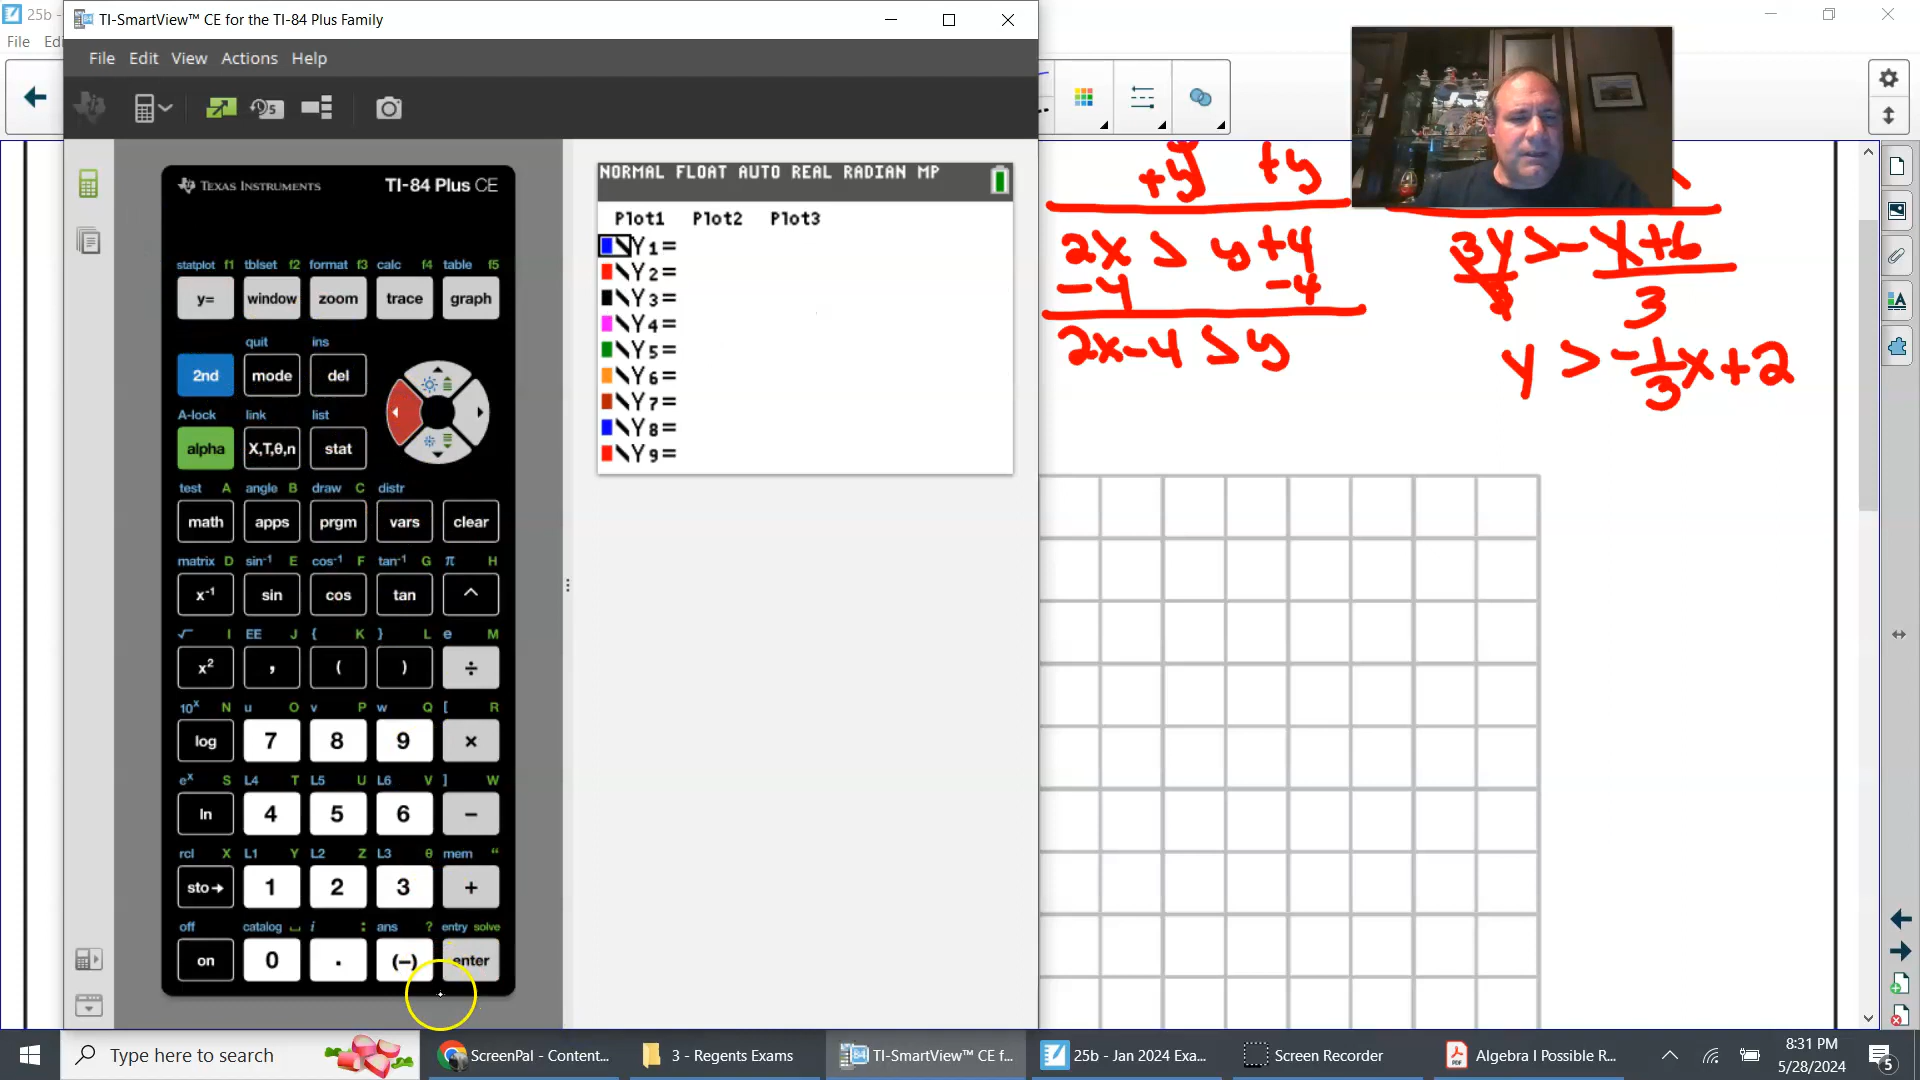 25b -
TI-SmartView™ CE for the TI-84 Plus Family
File Edit
File Edit View Actions Help
TEXAS INSTRUMENTS TI-84 Plus CE
statplot f1 tblset f2 format f3 calc f4 table f5
y= window zoom trace graph
quit ins
2nd mode del
A-lock link list
alpha X,T,θ,n stat
test A angle B draw C distr
math apps prgm vars clear
matrix D sin⁻¹ E cos⁻¹ F tan⁻¹ G π H
x⁻¹ sin cos tan ^
√ I EE J { K } L e M
x² , ( ) ÷
10ˣ N u O v P w Q [ R
log 7 8 9 ×
eˣ S L4 T L5 U L6 V ] W
ln 4 5 6 −
rcl X L1 Y L2 Z L3 θ mem "
sto→ 1 2 3 +
off catalog i : ans ? entry solve
on 0 . (−) enter
NORMAL FLOAT AUTO REAL RADIAN MP
Plot1 Plot2 Plot3
\Y1=
\Y2=
\Y3=
\Y4=
\Y5=
\Y6=
\Y7=
\Y8=
\Y9=
+y +y
2x > y+4
-4 -4
2x-4 > y
3y > -x+6
3
y > -1/3x+2
Type here to search
ScreenPal - Content...
3 - Regents Exams
TI-SmartView™ CE f...
25b - Jan 2024 Exa...
Screen Recorder
Algebra I Possible R...
8:31 PM
5/28/2024
5